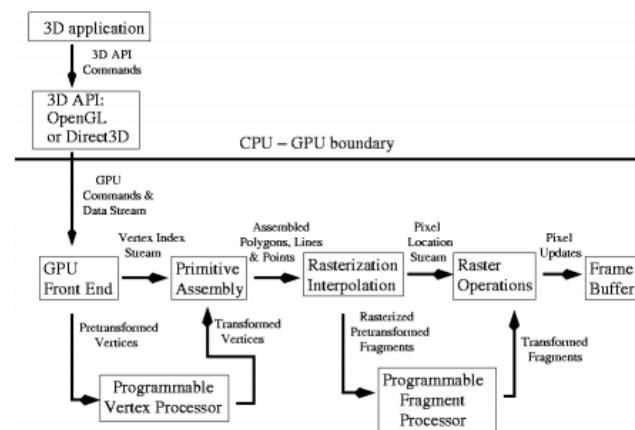 3D application
3D API
Commands
3D API:
OpenGL
or Direct3D
CPU – GPU boundary
GPU
Commands &
Data Stream
Vertex Index
Stream
Assembled
Polygons, Lines
& Points
Pixel
Location
Stream
Pixel
Updates
GPU
Front End
Primitive
Assembly
Rasterization
Interpolation
Raster
Operations
Frame
Buffer
Pretransformed
Vertices
Transformed
Vertices
Rasterized
Pretransformed
Fragments
Transformed
Fragments
Programmable
Vertex Processor
Programmable
Fragment
Processor